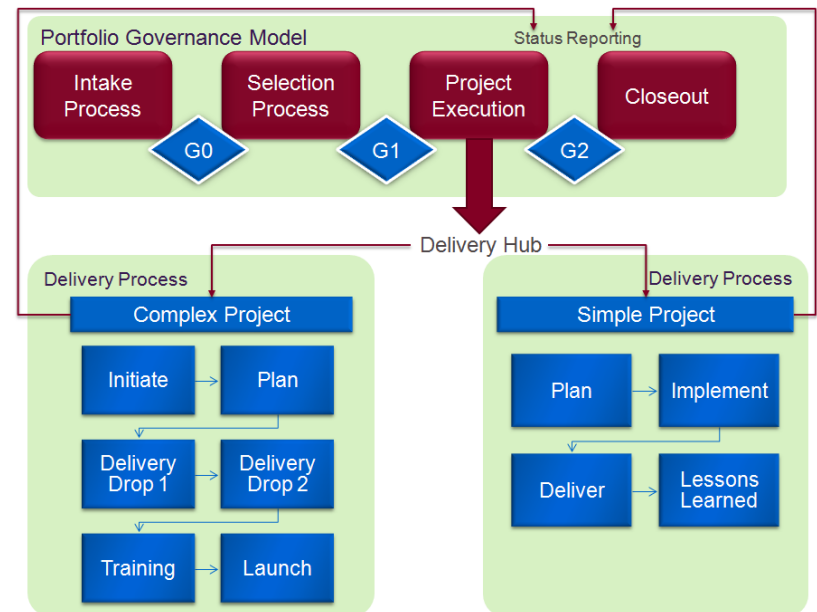 Portfolio Governance Model
Status Reporting
Intake
Process
Selection
Process
Project
Execution
Closeout
G0
G1
G2
Delivery Hub
Delivery Process
Complex Project
Initiate
Plan
Delivery
Drop 1
Delivery
Drop 2
Training
Launch
Delivery Process
Simple Project
Plan
Implement
Deliver
Lessons
Learned